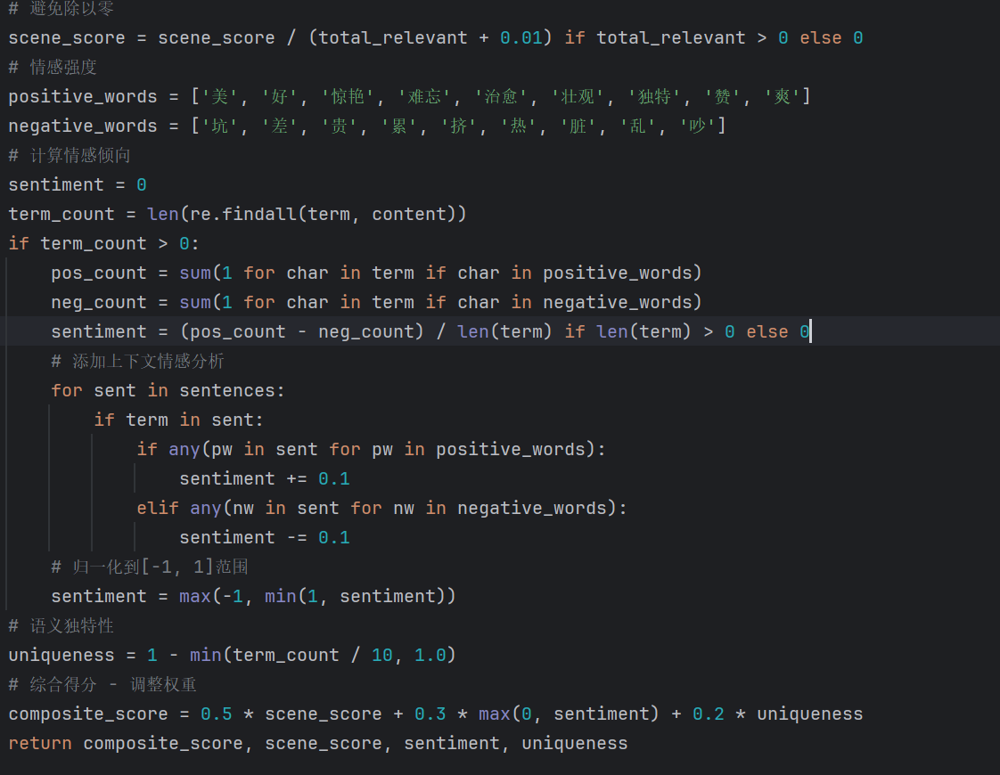 # 避免除以零
scene_score = scene_score / (total_relevant + 0.01) if total_relevant > 0 else 0
# 情感强度
positive_words = ['美', '好', '惊艳', '难忘', '治愈', '壮观', '独特', '赞', '爽']
negative_words = ['坑', '差', '贵', '累', '挤', '热', '脏', '乱', '吵']
# 计算情感倾向
sentiment = 0
term_count = len(re.findall(term, content))
if term_count > 0:
    pos_count = sum(1 for char in term if char in positive_words)
    neg_count = sum(1 for char in term if char in negative_words)
    sentiment = (pos_count - neg_count) / len(term) if len(term) > 0 else 0
    # 添加上下文情感分析
    for sent in sentences:
        if term in sent:
            if any(pw in sent for pw in positive_words):
                sentiment += 0.1
            elif any(nw in sent for nw in negative_words):
                sentiment -= 0.1
    # 归一化到[-1, 1]范围
    sentiment = max(-1, min(1, sentiment))
# 语义独特性
uniqueness = 1 - min(term_count / 10, 1.0)
# 综合得分 - 调整权重
composite_score = 0.5 * scene_score + 0.3 * max(0, sentiment) + 0.2 * uniqueness
return composite_score, scene_score, sentiment, uniqueness